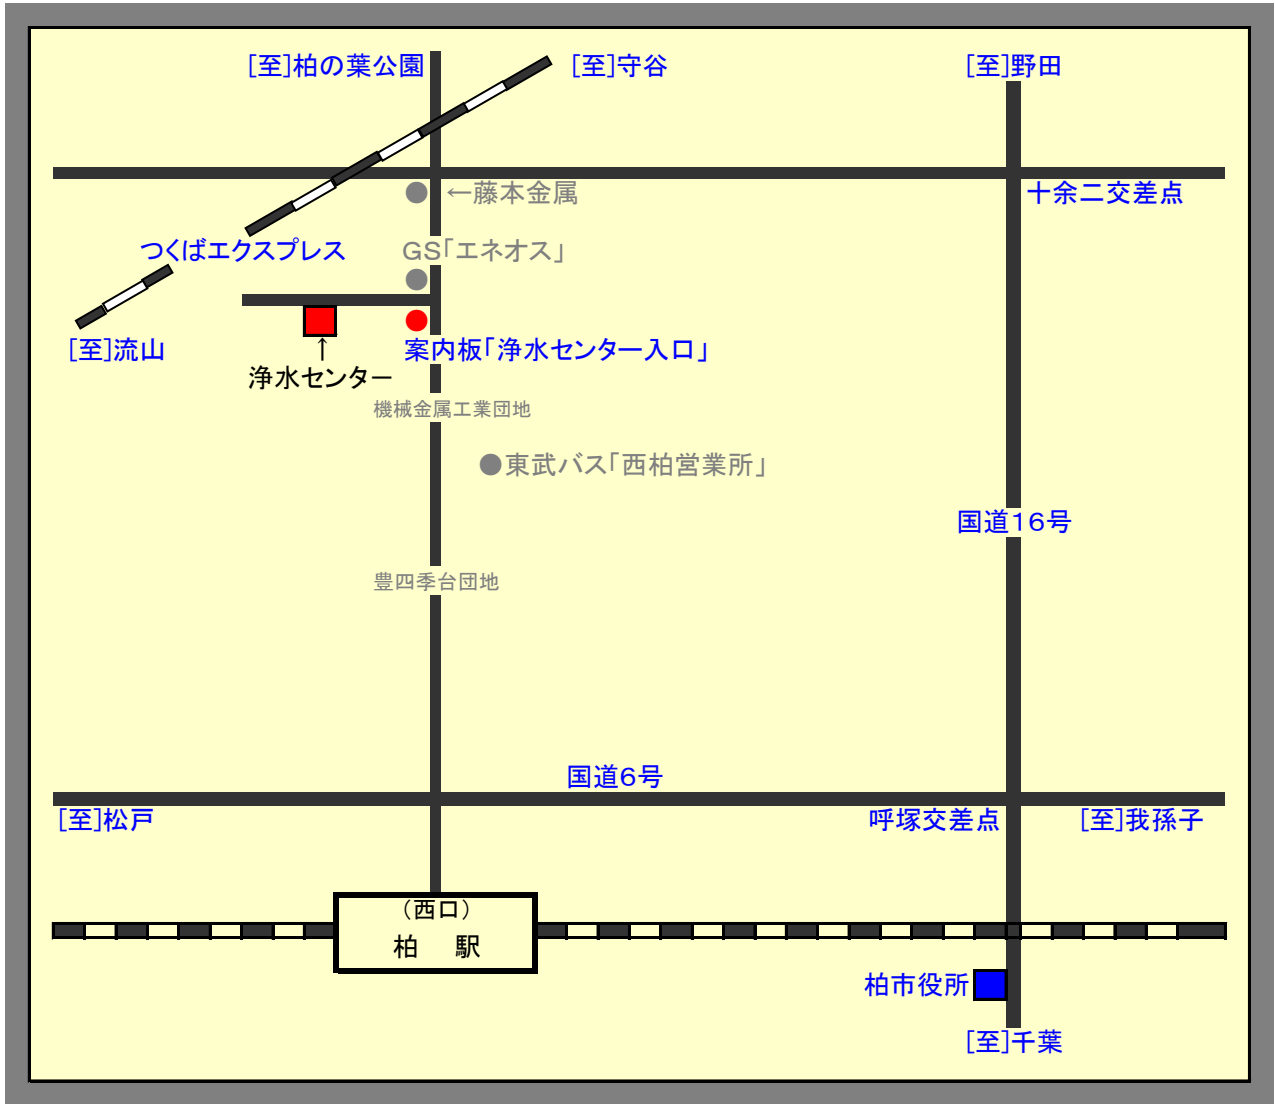 [至]柏の葉公園
[至]守谷
[至]野田
←藤本金属
十余二交差点
つくばエクスプレス
GS「エネオス」
[至]流山
↑
浄水センター
案内板「浄水センター入口」
機械金属工業団地
●東武バス「西柏営業所」
国道16号
豊四季台団地
国道6号
[至]松戸
呼塚交差点
[至]我孫子
（西口）
柏 駅
柏市役所
[至]千葉